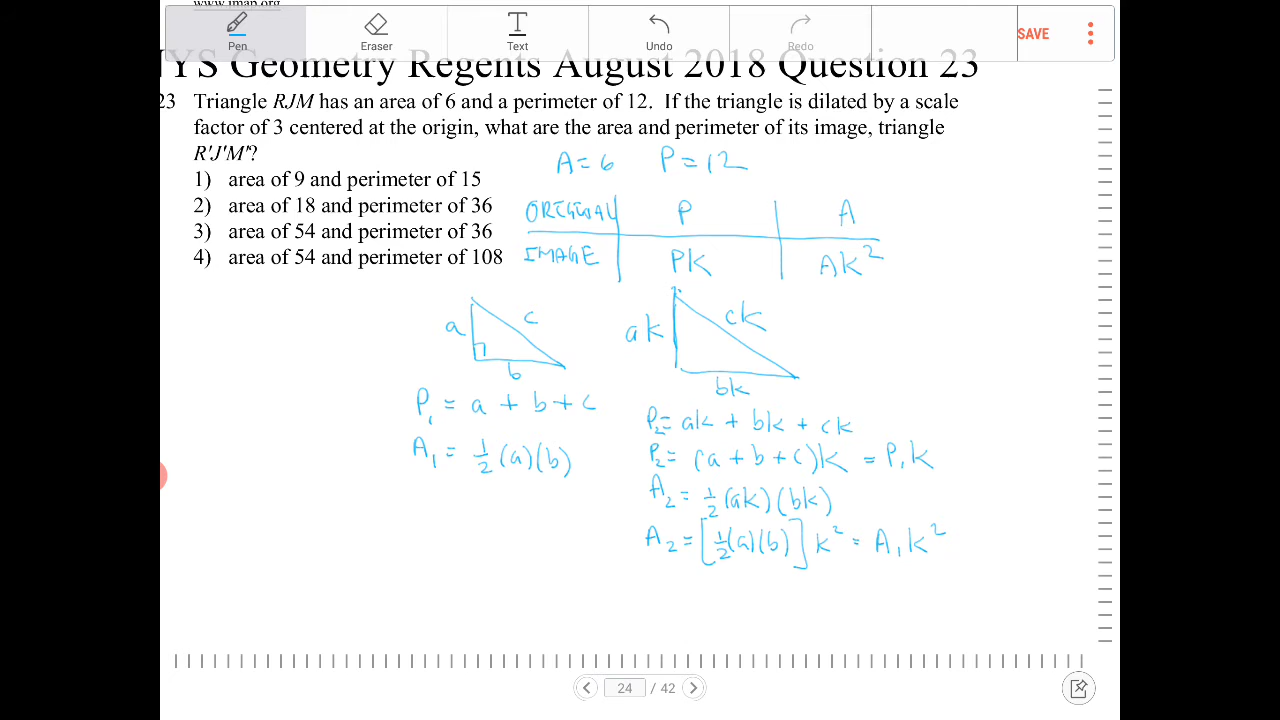 www.jmap.org
Pen Eraser Text Undo Redo SAVE
NYS Geometry Regents August 2018 Question 23
23 Triangle RJM has an area of 6 and a perimeter of 12. If the triangle is dilated by a scale
factor of 3 centered at the origin, what are the area and perimeter of its image, triangle
R'J'M'?
A = 6 P = 12
1) area of 9 and perimeter of 15
2) area of 18 and perimeter of 36
3) area of 54 and perimeter of 36
4) area of 54 and perimeter of 108
ORIGINAL P A
IMAGE PK AK²
a c b
ak ck bk
P₁ = a + b + c
A₁ = ½(a)(b)
P₂ = ak + bk + ck
P₂ = (a + b + c)k = P₁k
A₂ = ½(ak)(bk)
A₂ = [½(a)(b)]k² = A₁k²
24 / 42